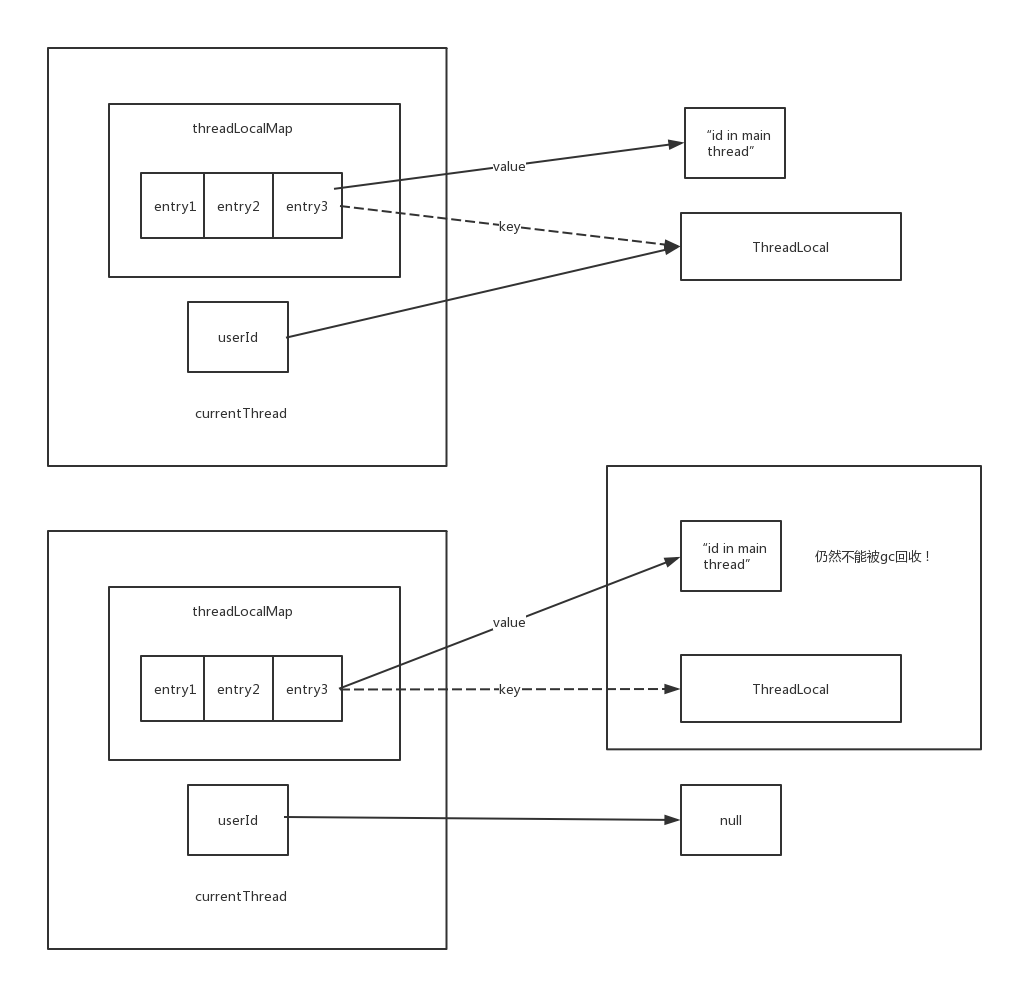 threadLocalMap
“id in main
thread”
value
entry1
entry2
entry3
key
ThreadLocal
userId
currentThread
“id in main
thread”
仍然不能被gc回收！
threadLocalMap
value
entry1
entry2
entry3
key
ThreadLocal
userId
null
currentThread